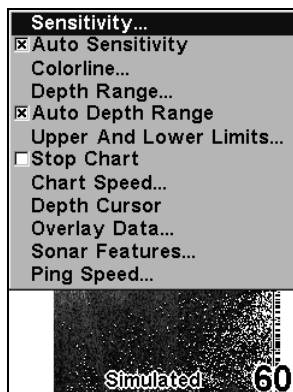 Sensitivity...
Auto Sensitivity
Colorline...
Depth Range...
Auto Depth Range
Upper And Lower Limits...
Stop Chart
Chart Speed...
Depth Cursor
Overlay Data...
Sonar Features...
Ping Speed...
Simulated 60